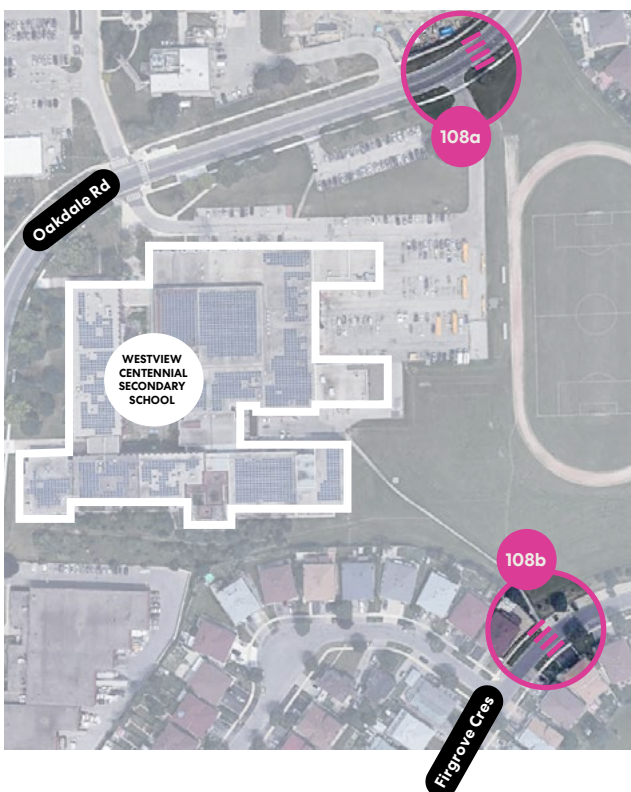 108a
Oakdale Rd
WESTVIEW
CENTENNIAL
SECONDARY
SCHOOL
108b
Firgrove Cres